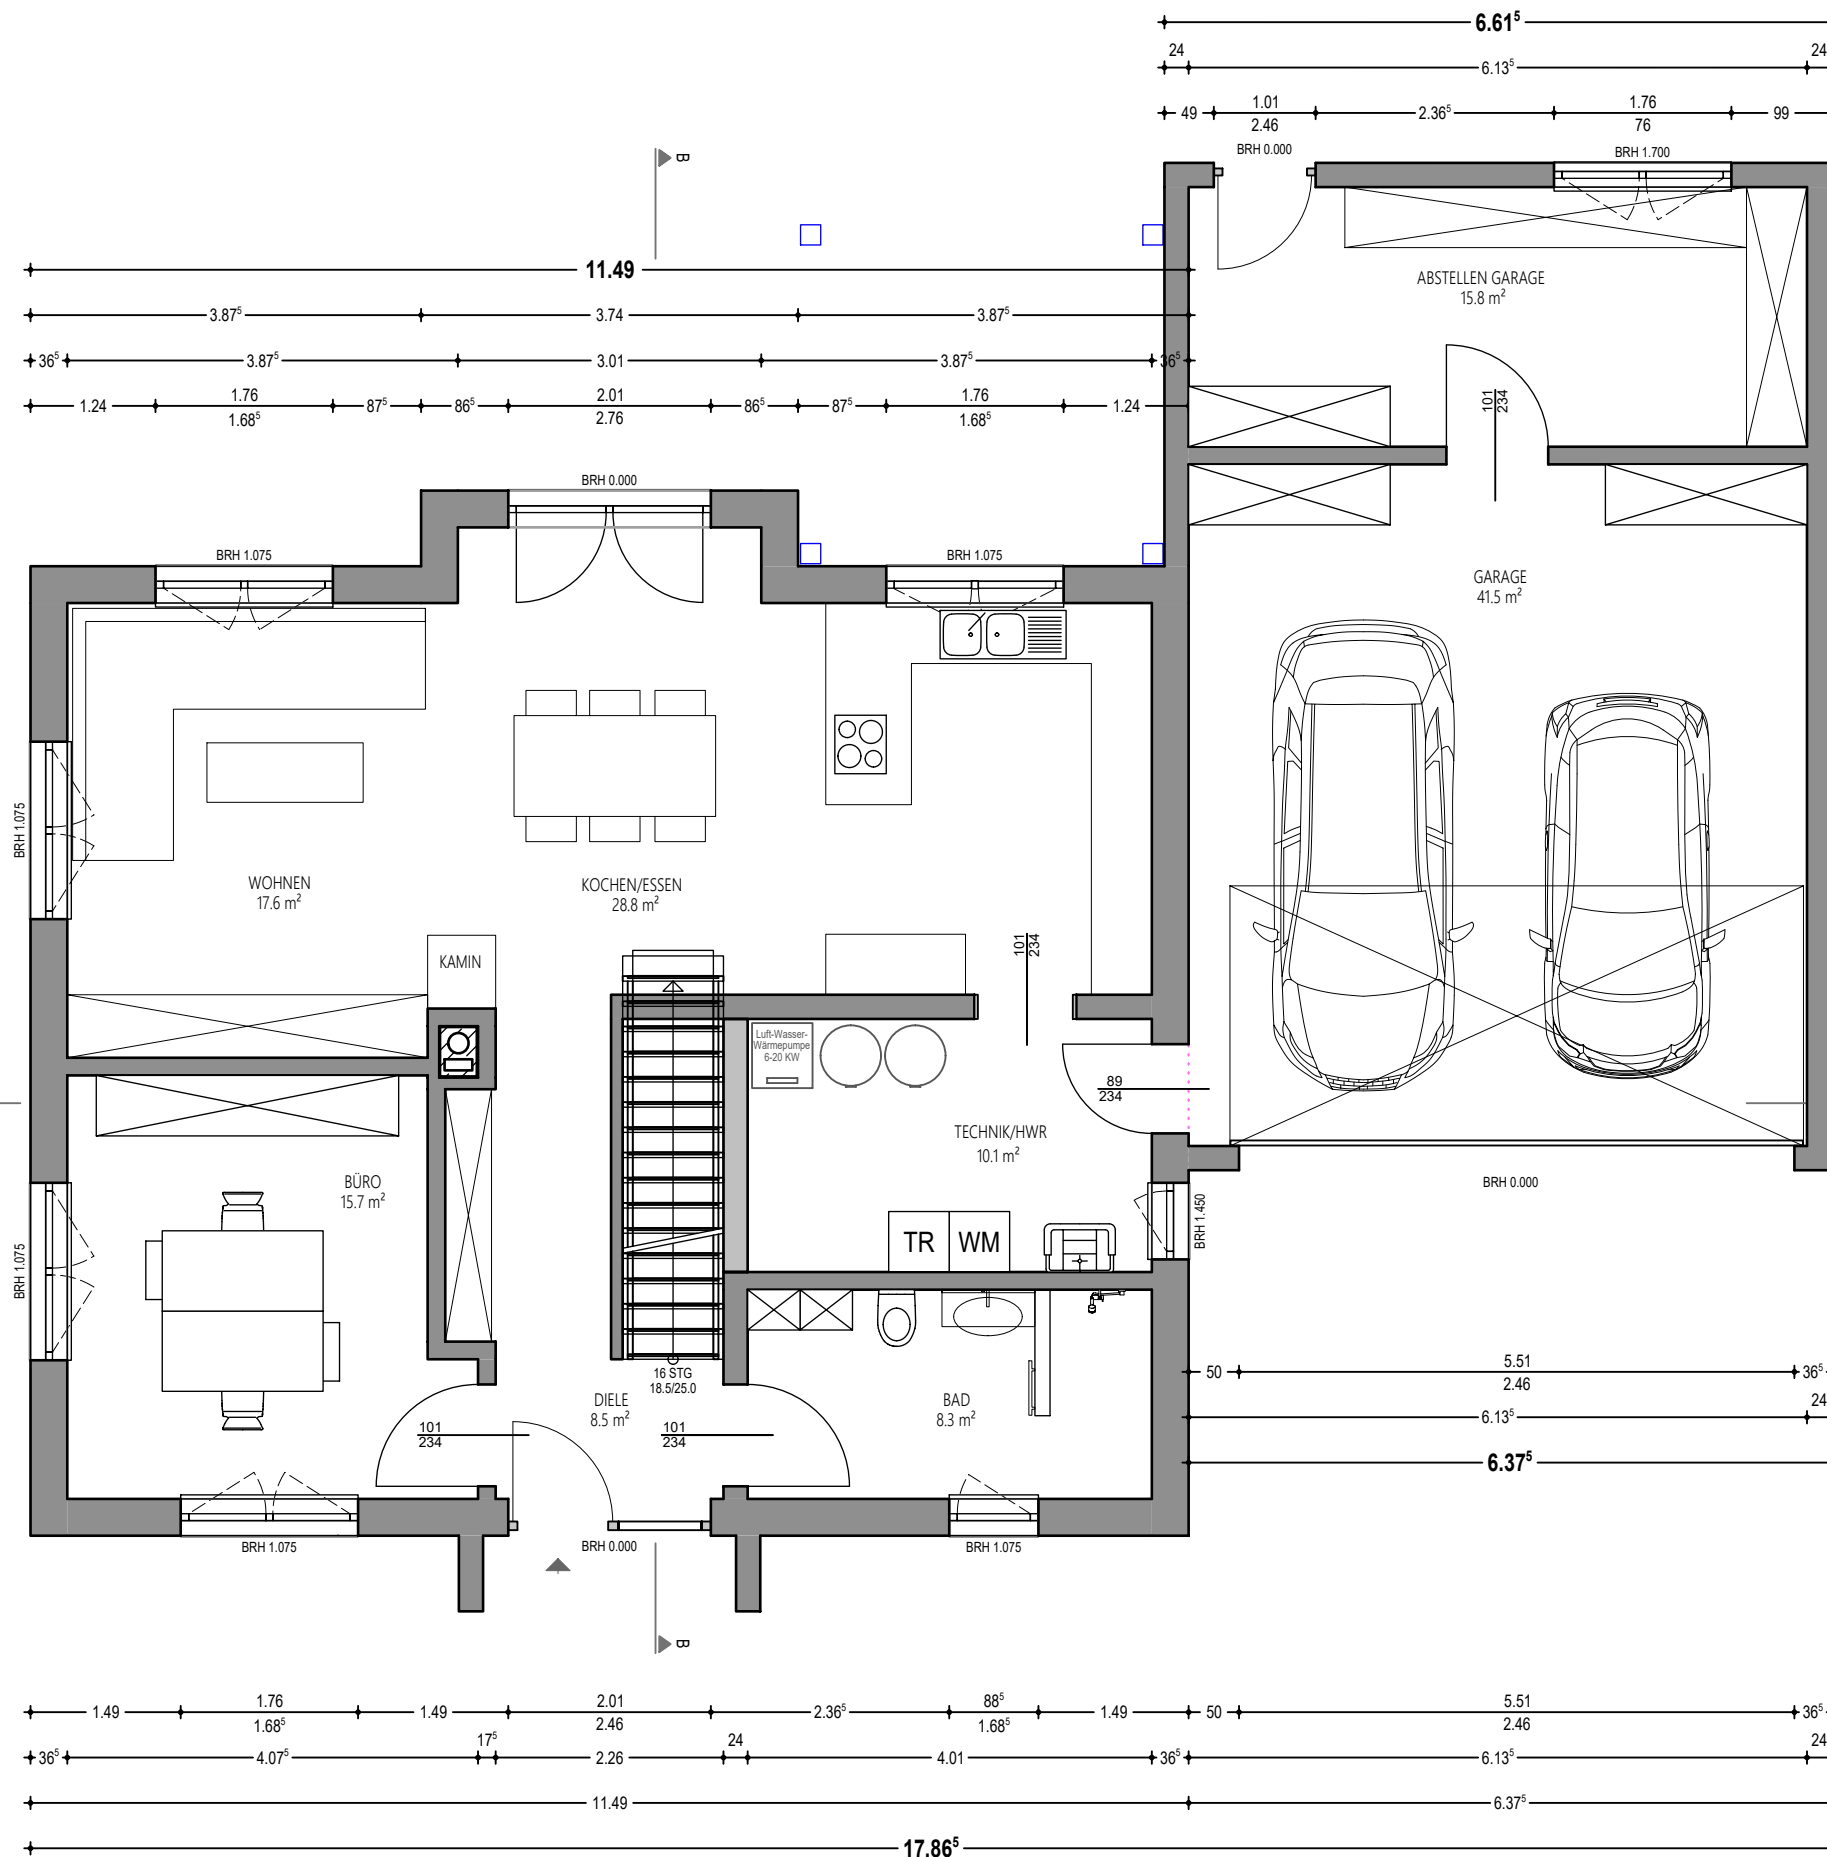 6.61⁵
24 6.13⁵ 24
49 1.01 2.36⁵ 1.76 99
2.46 76
BRH 0.000 BRH 1.700
B
11.49
3.87⁵ 3.74 3.87⁵
36⁵ 3.87⁵ 3.01 3.87⁵ 36⁵
1.24 1.76 87⁵ 86⁵ 2.01 86⁵ 87⁵ 1.76 1.24
1.68⁵ 2.76 1.68⁵
ABSTELLEN GARAGE
15.8 m²
101
234
BRH 0.000
BRH 1.075 BRH 1.075
GARAGE
41.5 m²
BRH 1.075
WOHNEN
17.6 m²
KOCHEN/ESSEN
28.8 m²
KAMIN
101
234
Luft-Wasser-
Wärmepumpe
6-20 KW
89
234
TECHNIK/HWR
10.1 m²
BÜRO
15.7 m²
BRH 0.000
BRH 1.450
BRH 1.075
TR WM
16 STG
18.5/25.0
DIELE
8.5 m²
BAD
8.3 m²
101
234
101
234
50 5.51 36⁵
2.46
6.13⁵ 24
6.37⁵
BRH 1.075 BRH 0.000 BRH 1.075
B
1.49 1.76 1.49 2.01 2.36⁵ 88⁵ 1.49 50 5.51 36⁵
1.68⁵ 2.46 1.68⁵ 2.46
36⁵ 4.07⁵ 17⁵ 2.26 24 4.01 36⁵ 6.13⁵ 24
11.49 6.37⁵
17.86⁵